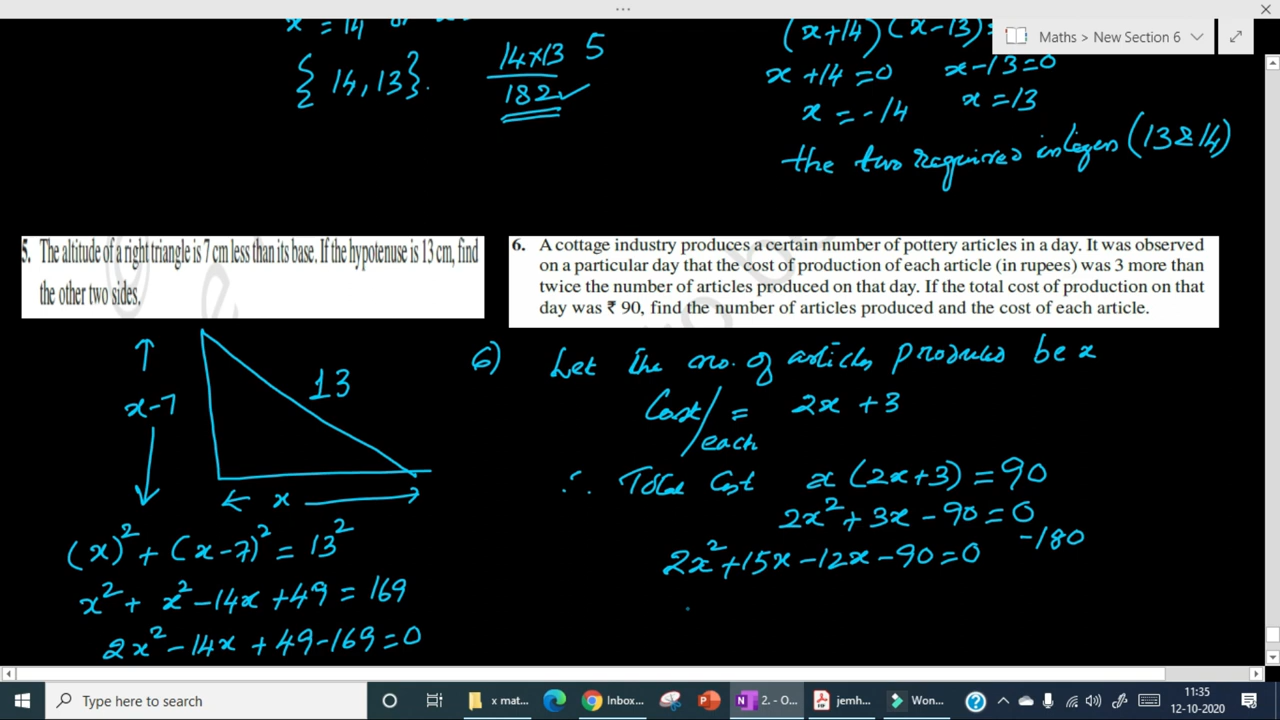 Maths > New Section 6
x = 14 or
{ 14, 13 }.
14×13 5
182 ✓
(x+14) (x-13)=
x +14 =0 x-13=0
x = -14 x =13
the two required integers (13 & 14)
5. The altitude of a right triangle is 7 cm less than its base. If the hypotenuse is 13 cm, find
the other two sides.
x-7
13
x
(x)² + (x-7)² = 13²
x² + x² -14x +49 = 169
2x² -14x + 49-169=0
6. A cottage industry produces a certain number of pottery articles in a day. It was observed
on a particular day that the cost of production of each article (in rupees) was 3 more than
twice the number of articles produced on that day. If the total cost of production on that
day was ₹ 90, find the number of articles produced and the cost of each article.
6) Let the no. of articles produced be x
Cost/each = 2x +3
∴ Total Cost x (2x+3) = 90
2x² + 3x - 90 = 0
-180
2x² +15x -12x -90=0
Type here to search
x mat...
Inbox...
2. - O...
jemh...
Won...
11:35
12-10-2020